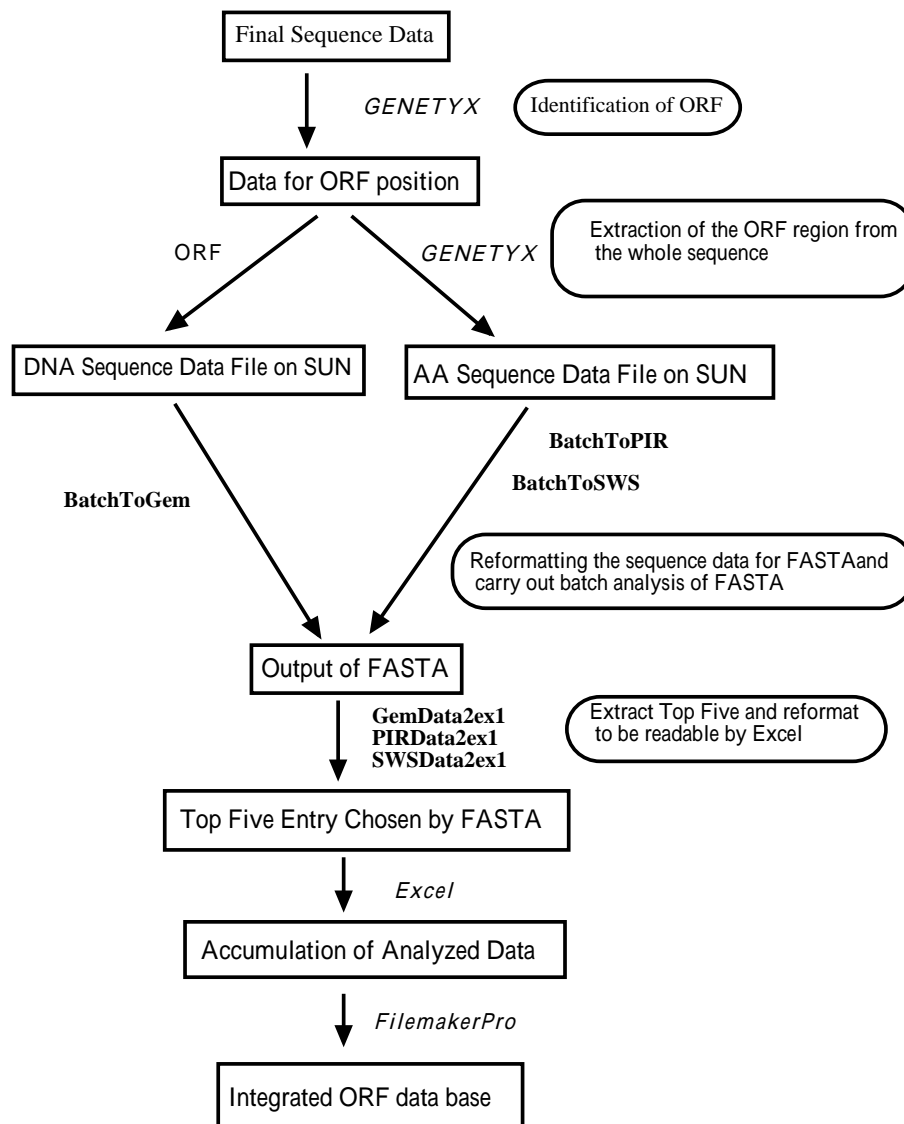 Final Sequence Data
GENETYX
Identification of ORF
Data for ORF position
ORF
GENETYX
Extraction of the ORF region from
the whole sequence
DNA Sequence Data File on SUN
AA Sequence Data File on SUN
BatchToPIR
BatchToSWS
BatchToGem
Reformatting the sequence data for FASTAand
carry out batch analysis of FASTA
Output of FASTA
GemData2ex1
PIRData2ex1
SWSData2ex1
Extract Top Five and reformat
to be readable by Excel
Top Five Entry Chosen by FASTA
Excel
Accumulation of Analyzed Data
FilemakerPro
Integrated ORF data base